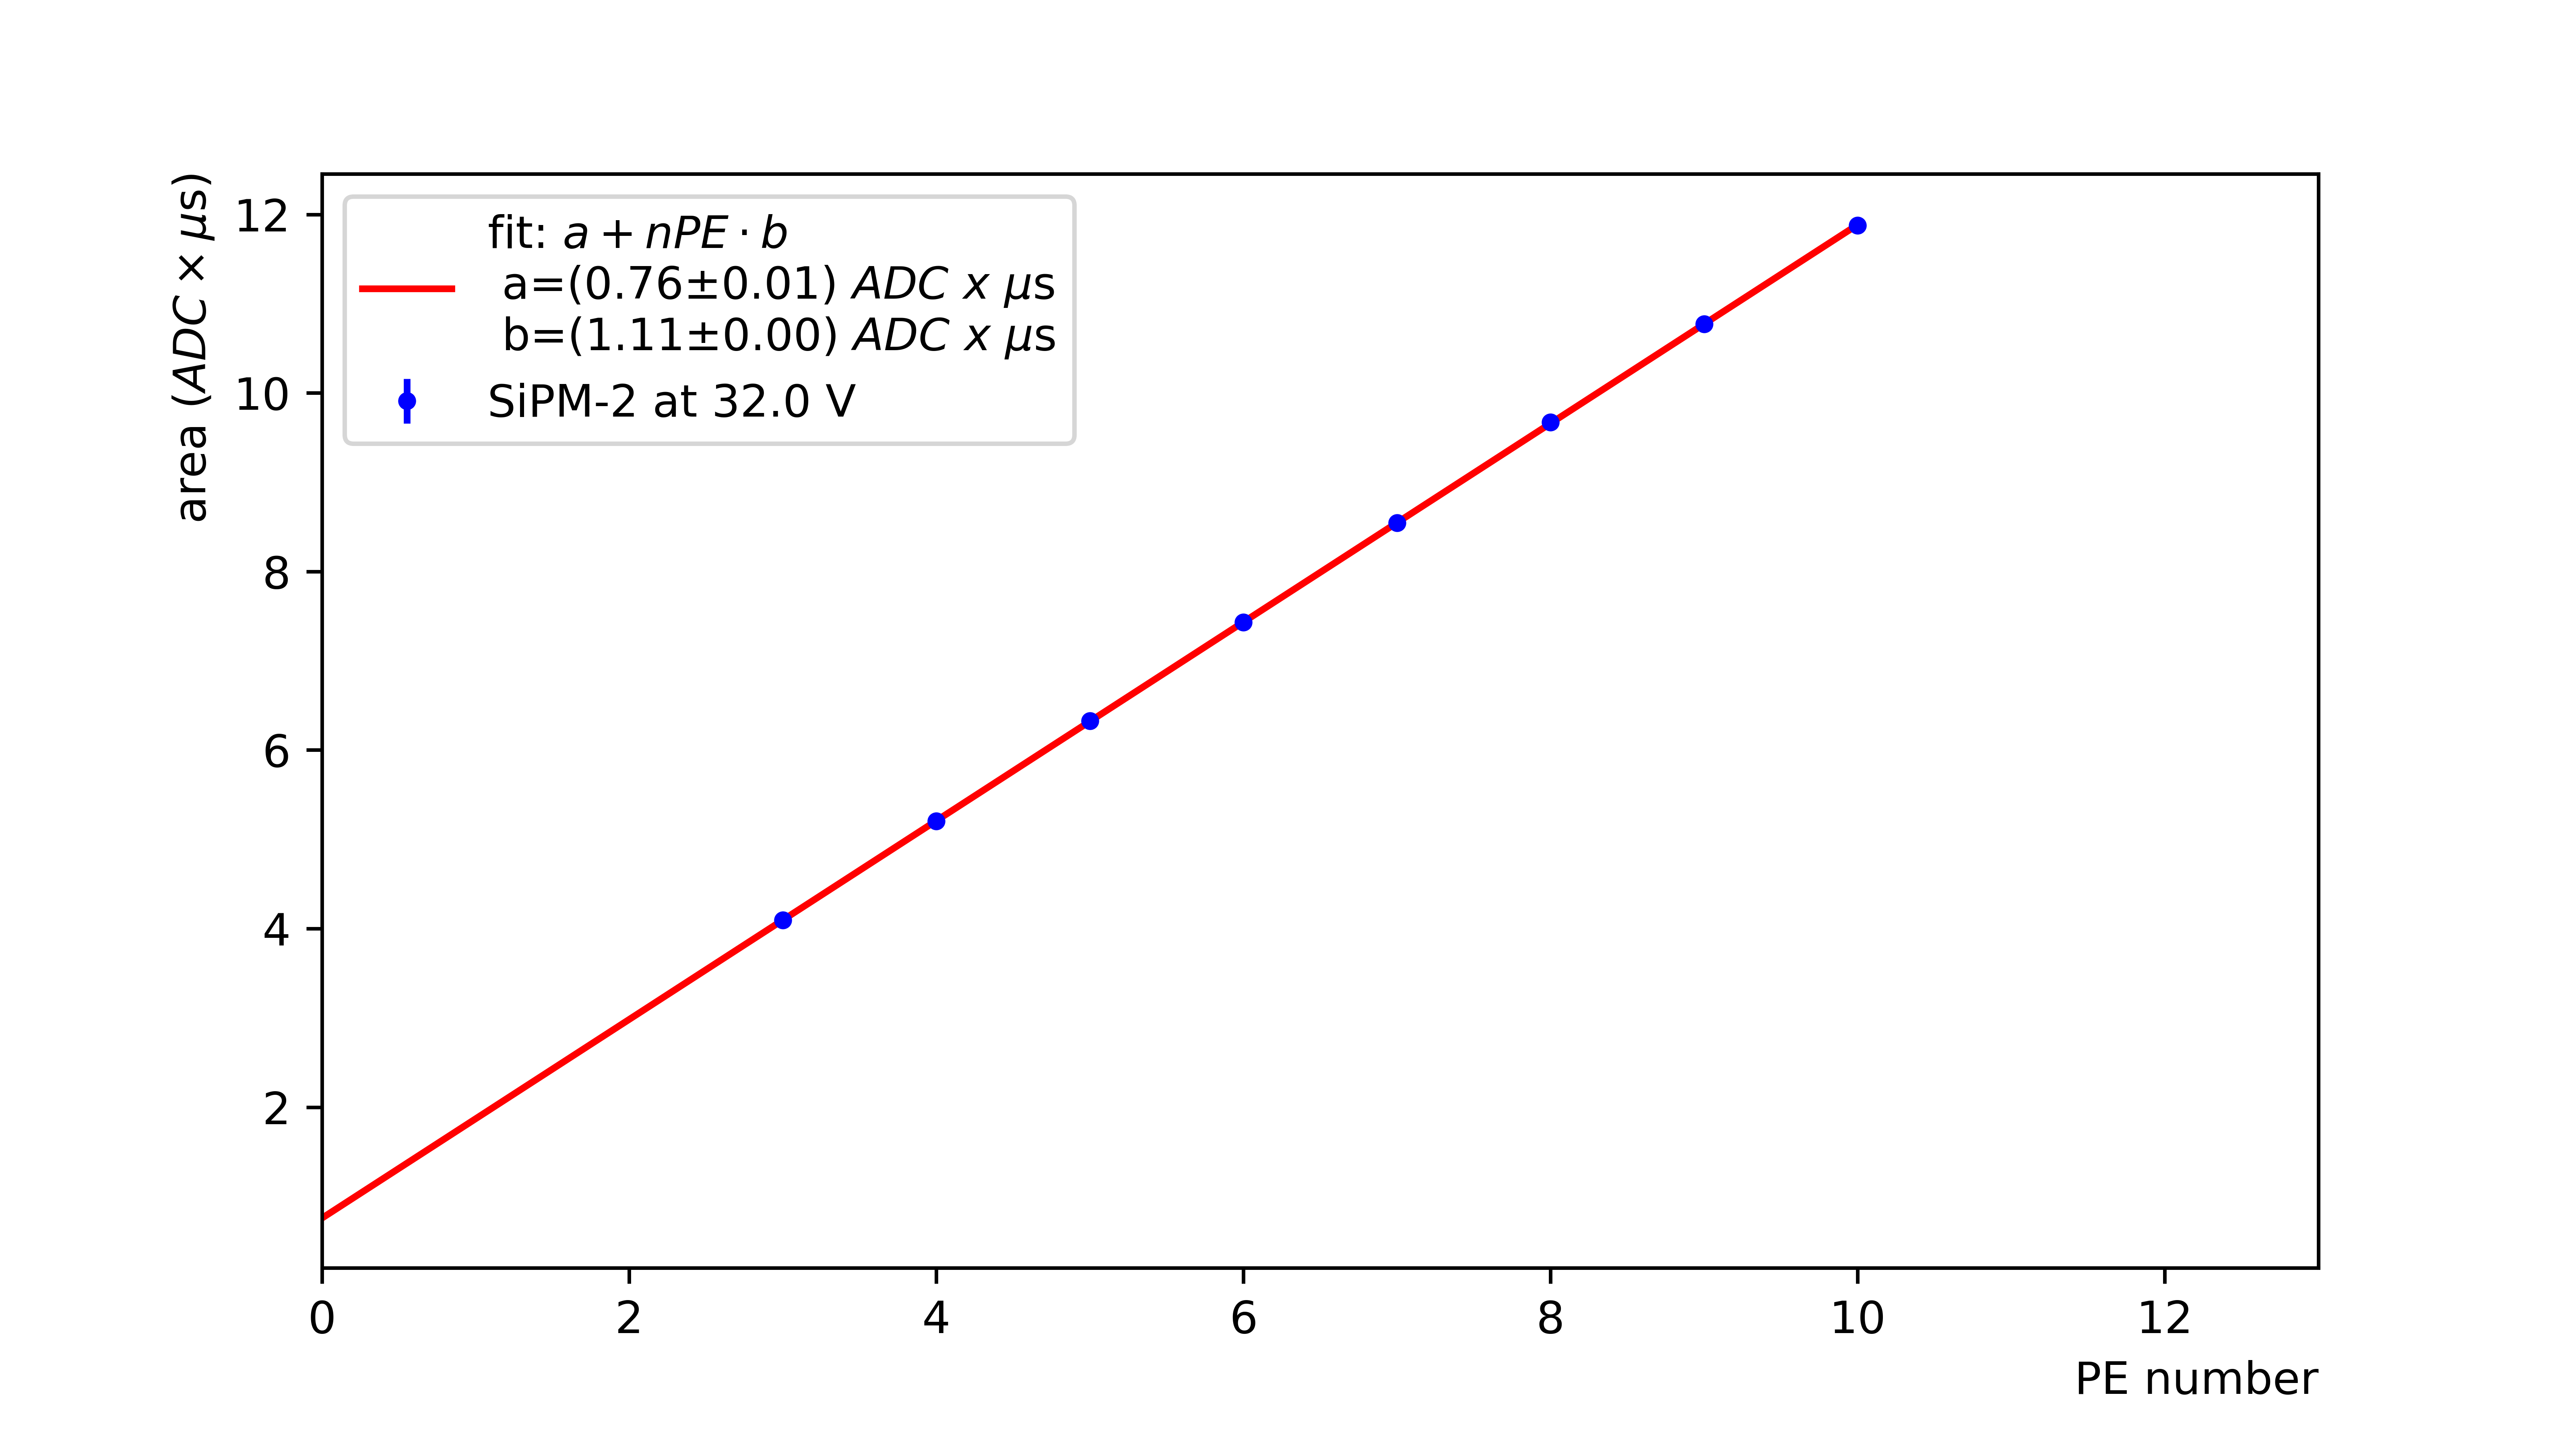 area (ADC × μs)
12
10
8
6
4
2
fit: a + nPE · b
a=(0.76±0.01) ADC x μs
b=(1.11±0.00) ADC x μs
SiPM-2 at 32.0 V
0 2 4 6 8 10 12
PE number